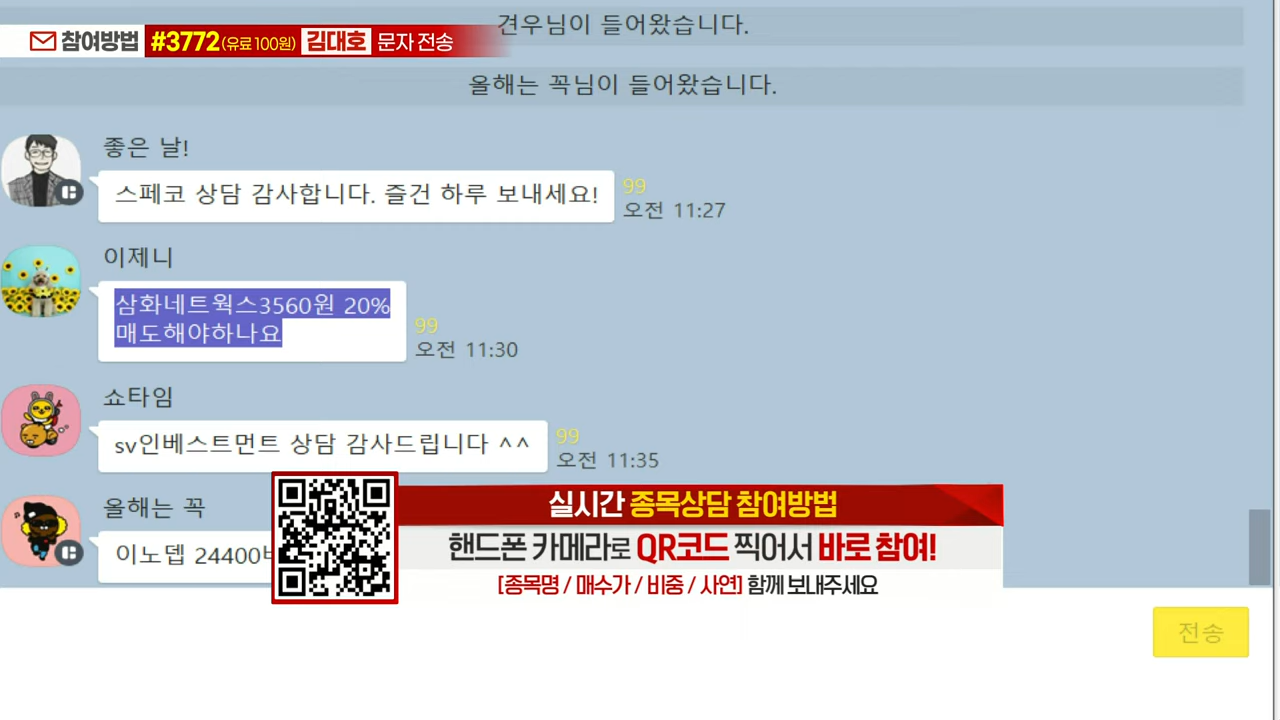 견우님이 들어왔습니다.
참여방법 #3772(유료100원) 김대호 문자 전송
올해는 꼭님이 들어왔습니다.
좋은 날!
스페코 상담 감사합니다. 즐건 하루 보내세요!
99
오전 11:27
이제니
삼화네트웍스3560원 20%
매도해야하나요
99
오전 11:30
쇼타임
sv인베스트먼트 상담 감사드립니다 ^^
99
오전 11:35
올해는 꼭
이노뎁 24400
실시간 종목상담 참여방법
핸드폰 카메라로 QR코드 찍어서 바로 참여!
[종목명 / 매수가 / 비중 / 사연] 함께 보내주세요
전송